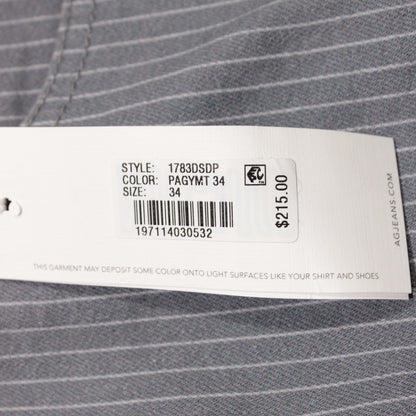 STYLE: 1783DSDP
COLOR: PAGYMT 34
SIZE: 34
197114030532
$215.00
AGJEANS.COM
THIS GARMENT MAY DEPOSIT SOME COLOR ONTO LIGHT SURFACES LIKE YOUR SHIRT AND SHOES